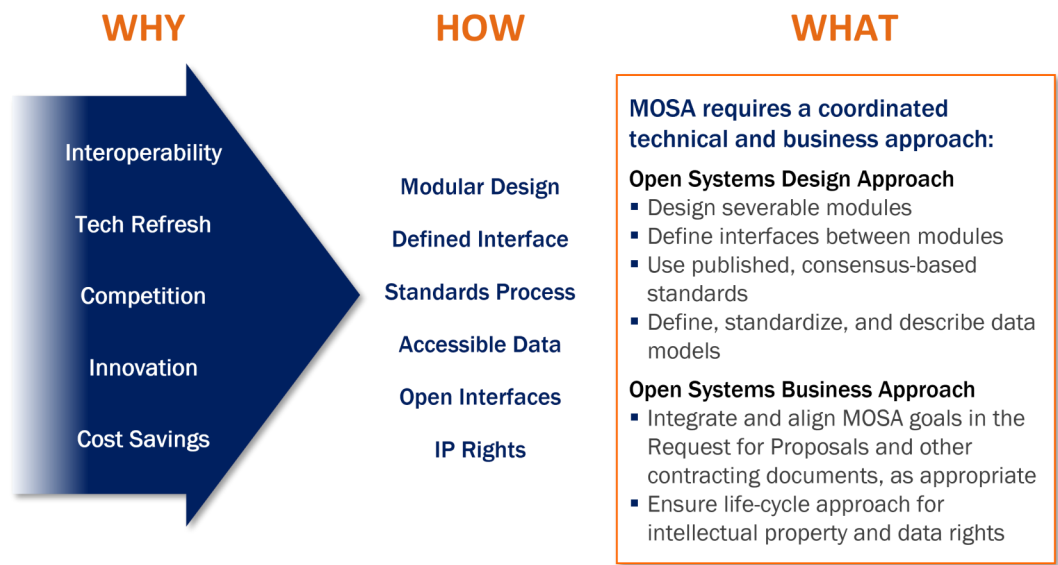 WHY
Interoperability
Tech Refresh
Competition
Innovation
Cost Savings
HOW
Modular Design
Defined Interface
Standards Process
Accessible Data
Open Interfaces
IP Rights
WHAT
MOSA requires a coordinated
technical and business approach:
Open Systems Design Approach
▪ Design severable modules
▪ Define interfaces between modules
▪ Use published, consensus-based
standards
▪ Define, standardize, and describe data
models
Open Systems Business Approach
▪ Integrate and align MOSA goals in the
Request for Proposals and other
contracting documents, as appropriate
▪ Ensure life-cycle approach for
intellectual property and data rights